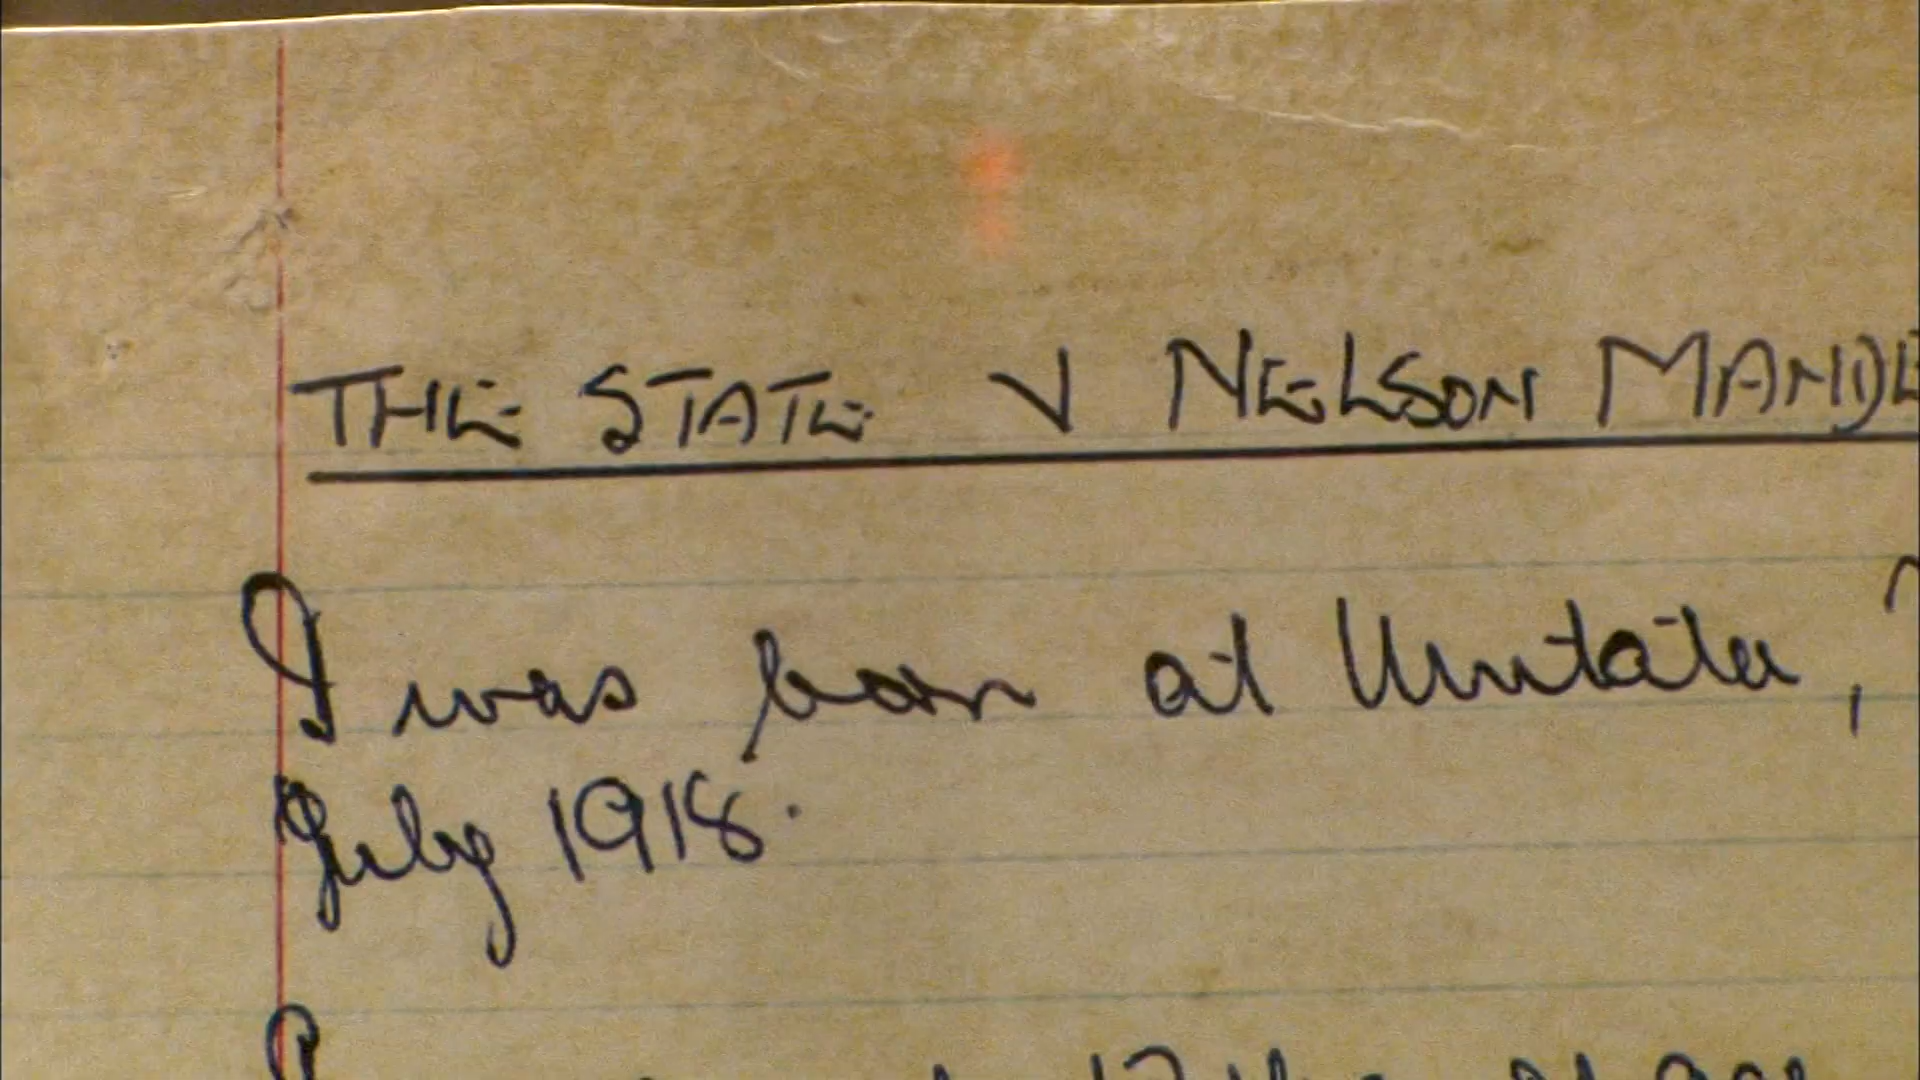 THE STATE V NELSON MANDE
I was born at Umtata,
July 1918.